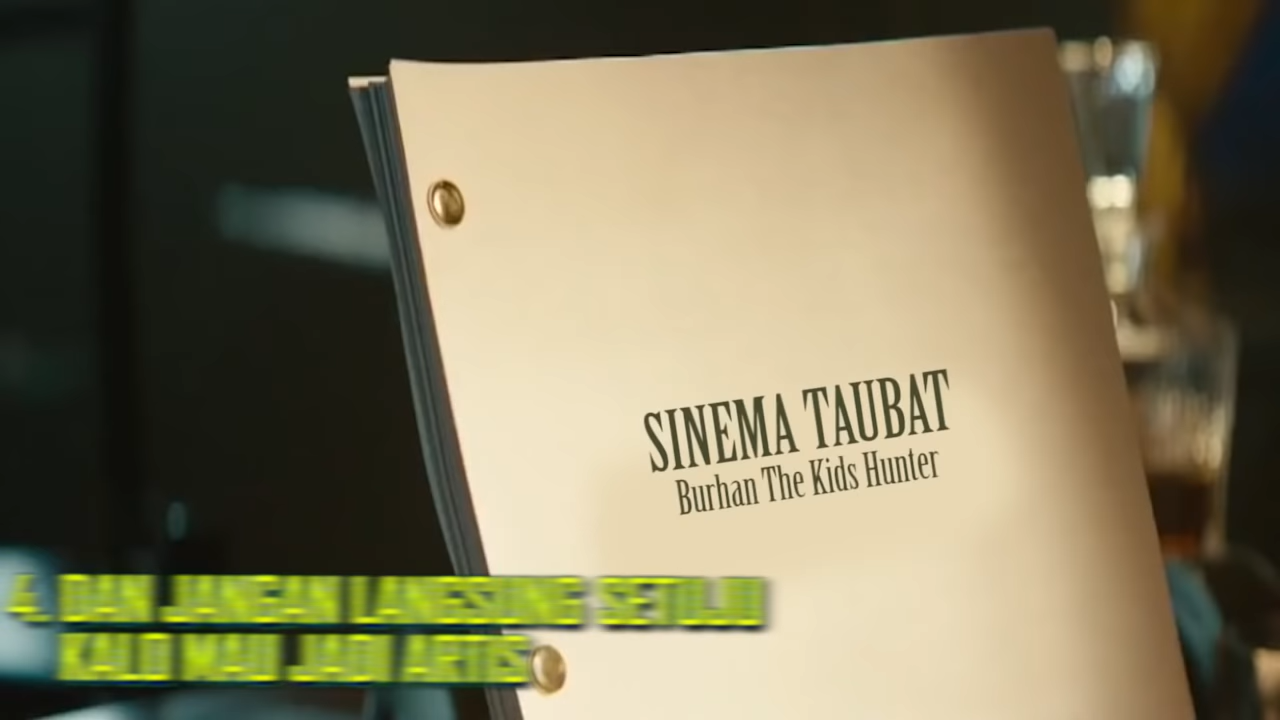 SINEMA TAUBAT
Burhan The Kids Hunter
4. DAN JANGAN LANGSUNG SETUJU
KALO MAU JADI ARTIS